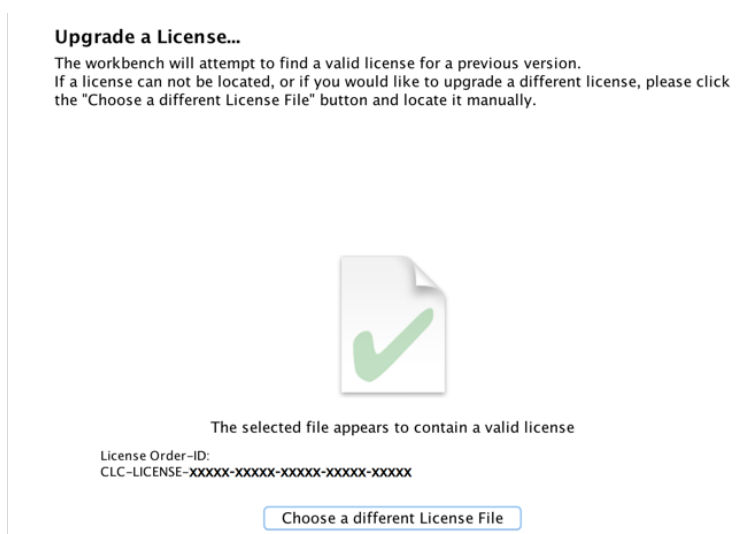 Upgrade a License...
The workbench will attempt to find a valid license for a previous version.
If a license can not be located, or if you would like to upgrade a different license, please click
the "Choose a different License File" button and locate it manually.
The selected file appears to contain a valid license
License Order-ID:
CLC-LICENSE-XXXXX-XXXXX-XXXXX-XXXXX-XXXXX
Choose a different License File